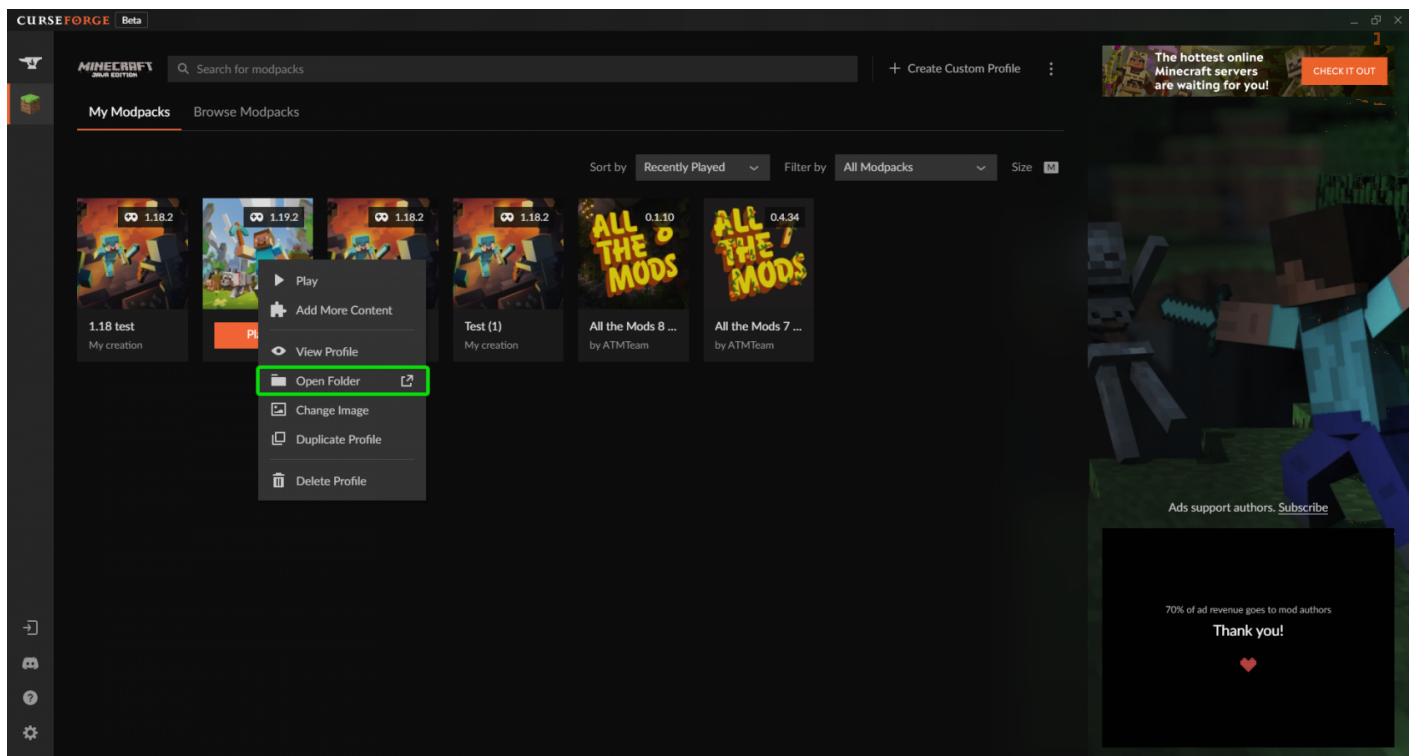 CURSEFORGE Beta
MINECRAFT
JAVA EDITION
Search for modpacks
Create Custom Profile
My Modpacks Browse Modpacks
Sort by Recently Played Filter by All Modpacks Size M
1.18.2 1.19.2 1.18.2 1.18.2 0.1.10 0.4.34
ALL THE MODS 8
ALL THE MODS 7
1.18 test
My creation
Pl
Test (1)
My creation
All the Mods 8 ...
by ATMTeam
All the Mods 7 ...
by ATMTeam
Play
Add More Content
View Profile
Open Folder
Change Image
Duplicate Profile
Delete Profile
The hottest online
Minecraft servers
are waiting for you!
CHECK IT OUT
Ads support authors. Subscribe
70% of ad revenue goes to mod authors
Thank you!